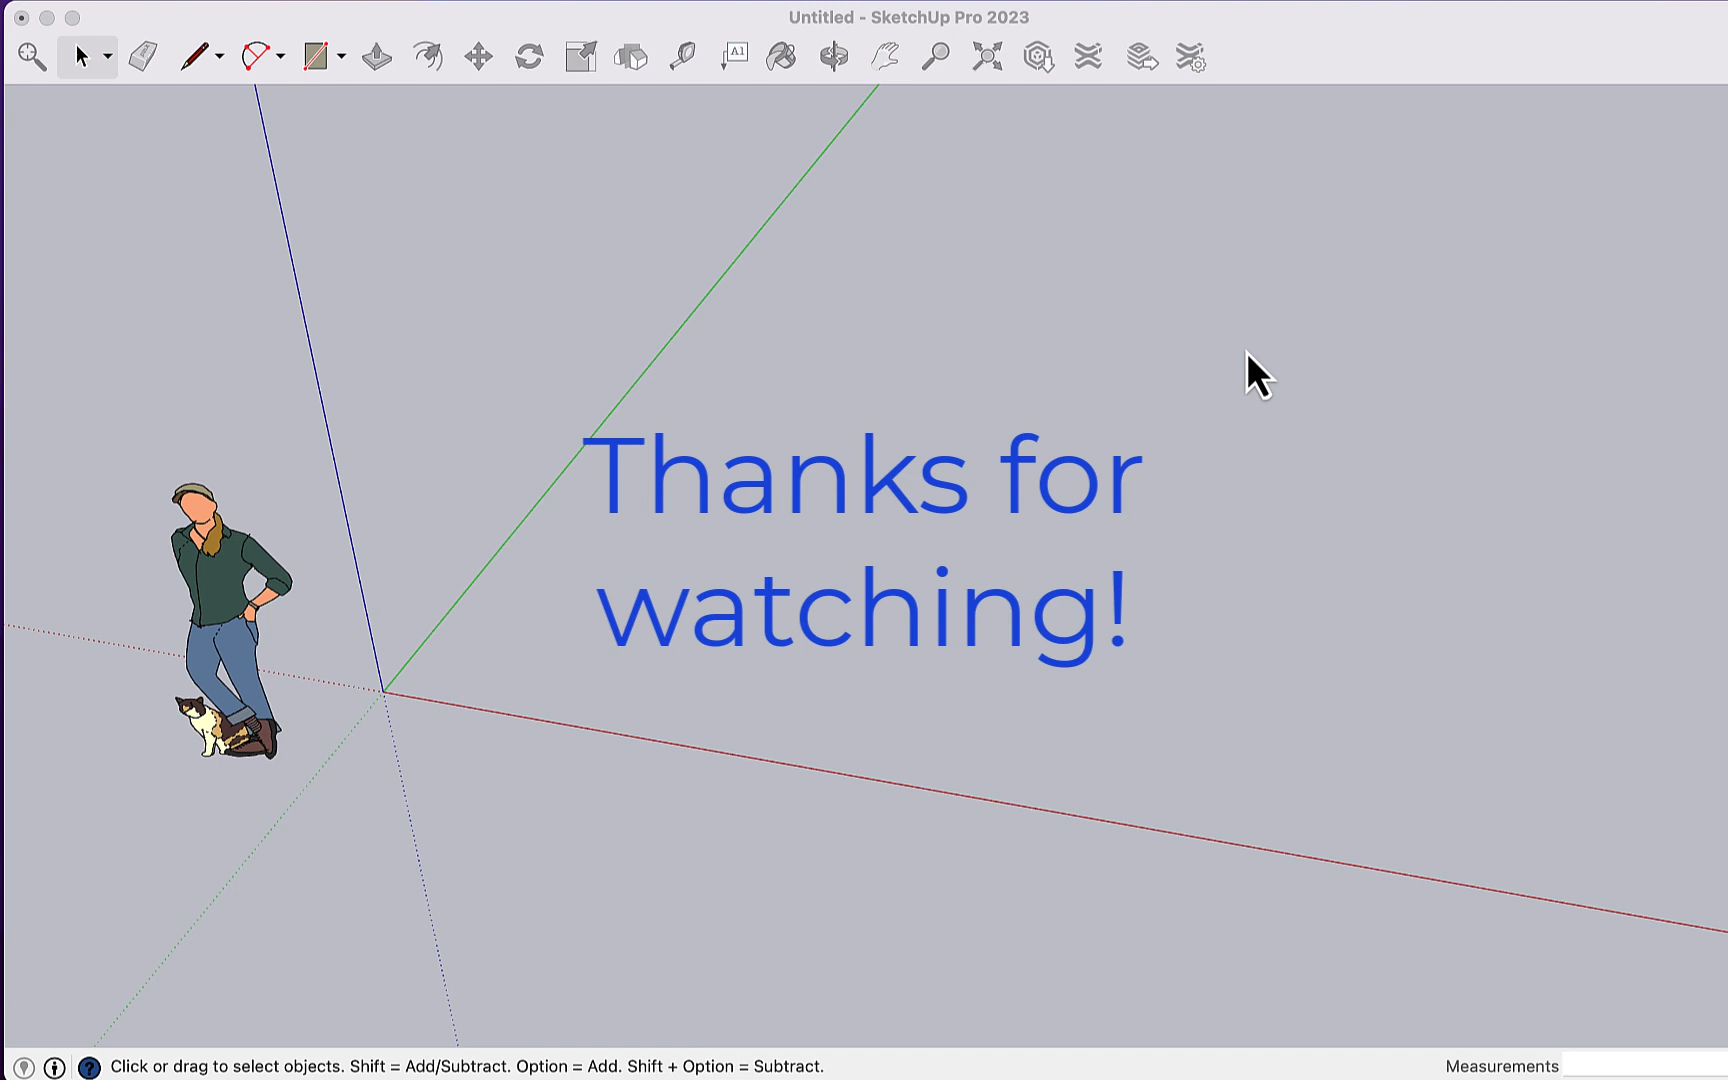 Untitled - SketchUp Pro 2023
A1
Thanks for
watching!
Click or drag to select objects. Shift = Add/Subtract. Option = Add. Shift + Option = Subtract.
Measurements